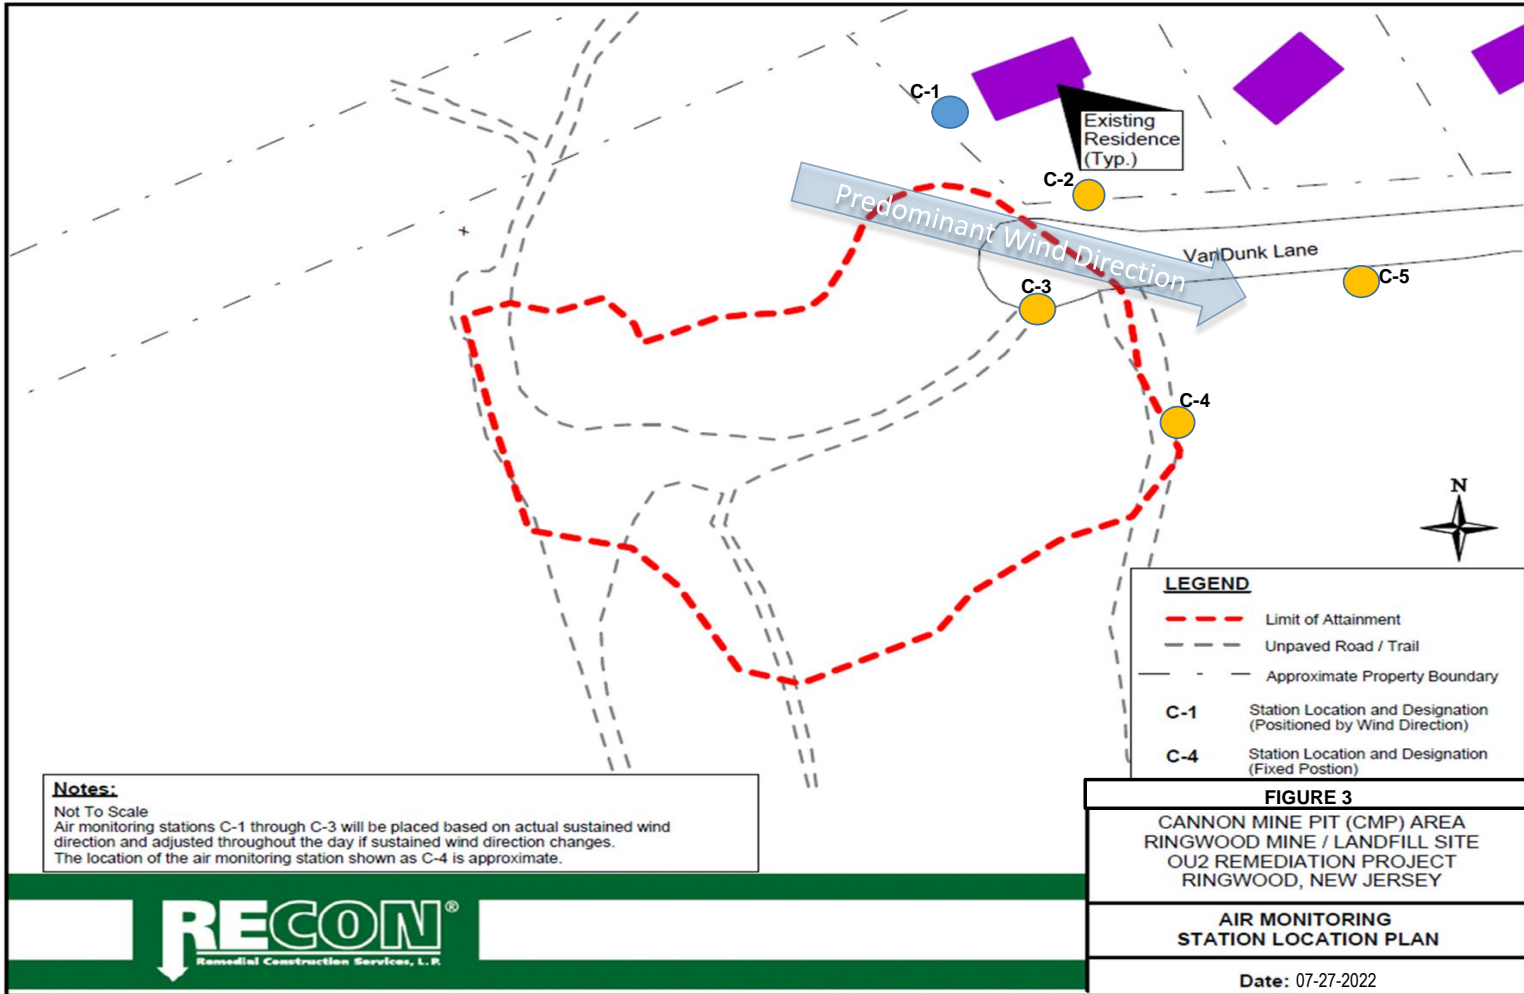 C-1
Existing
Residence
(Typ.)
C-2
Predominant Wind Direction
VanDunk Lane
C-5
C-3
C-4
N
LEGEND
Limit of Attainment
Unpaved Road / Trail
Approximate Property Boundary
C-1 Station Location and Designation
(Positioned by Wind Direction)
C-4 Station Location and Designation
(Fixed Postion)
Notes:
Not To Scale
Air monitoring stations C-1 through C-3 will be placed based on actual sustained wind
direction and adjusted throughout the day if sustained wind direction changes.
The location of the air monitoring station shown as C-4 is approximate.
FIGURE 3
CANNON MINE PIT (CMP) AREA
RINGWOOD MINE / LANDFILL SITE
OU2 REMEDIATION PROJECT
RINGWOOD, NEW JERSEY
AIR MONITORING
STATION LOCATION PLAN
Date: 07-27-2022
RECON®
Remedial Construction Services, L.P.